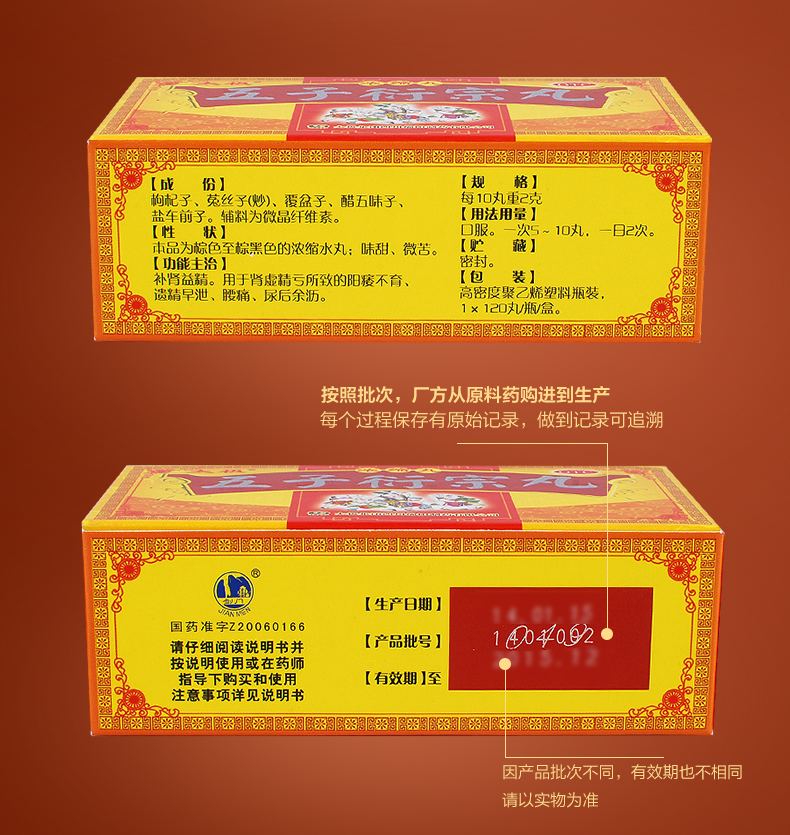 五子衍宗丸
【成 份】
枸杞子、菟丝子(炒)、覆盆子、醋五味子、
盐车前子。辅料为微晶纤维素。
【性 状】
本品为棕色至棕黑色的浓缩水丸；味甜、微苦。
【功能主治】
补肾益精。用于肾虚精亏所致的阳痿不育、
遗精早泄、腰痛、尿后余沥。
【规 格】
每10丸重2克
【用法用量】
口服。一次5~10丸，一日2次。
【贮 藏】
密封。
【包 装】
高密度聚乙烯塑料瓶装，
1×120丸/瓶/盒。
按照批次，厂方从原料药购进到生产
每个过程保存有原始记录，做到记录可追溯
五子衍宗丸
®
剑门
JIAN MEN
国药准字Z20060166
请仔细阅读说明书并
按说明使用或在药师
指导下购买和使用
注意事项详见说明书
【生产日期】
14.01.15
【产品批号】
【有效期】至
2015.12
因产品批次不同，有效期也不相同
请以实物为准